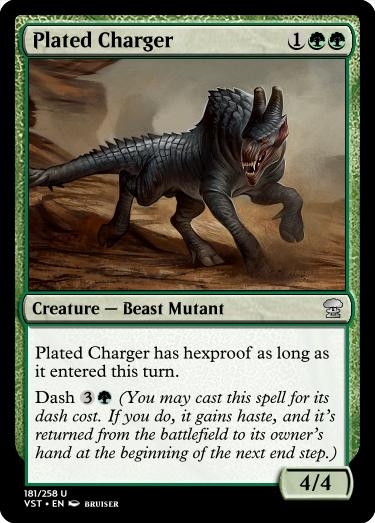 Plated Charger 1
Creature — Beast Mutant
Plated Charger has hexproof as long as
it entered this turn.
Dash 3 (You may cast this spell for its
dash cost. If you do, it gains haste, and it's
returned from the battlefield to its owner's
hand at the beginning of the next end step.)
4/4
181/258 U
VST • EN BRUISER